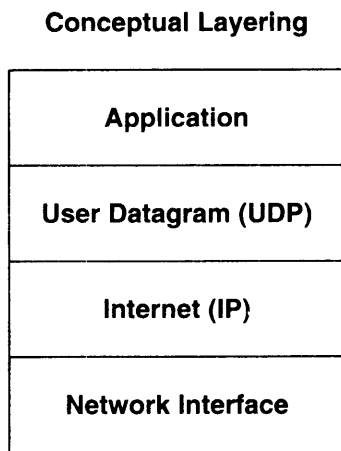 Conceptual Layering
Application
User Datagram (UDP)
Internet (IP)
Network Interface